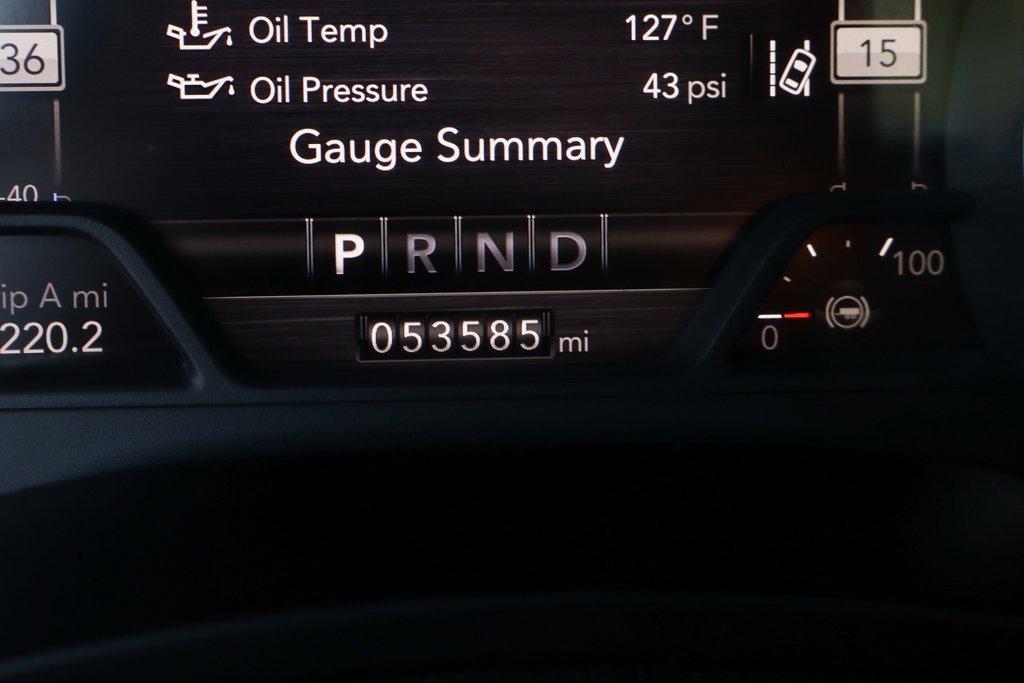 36
Oil Temp 127° F
15
Oil Pressure 43 psi
Gauge Summary
-40
P R N D
ip A mi
220.2
053585 mi
0
100